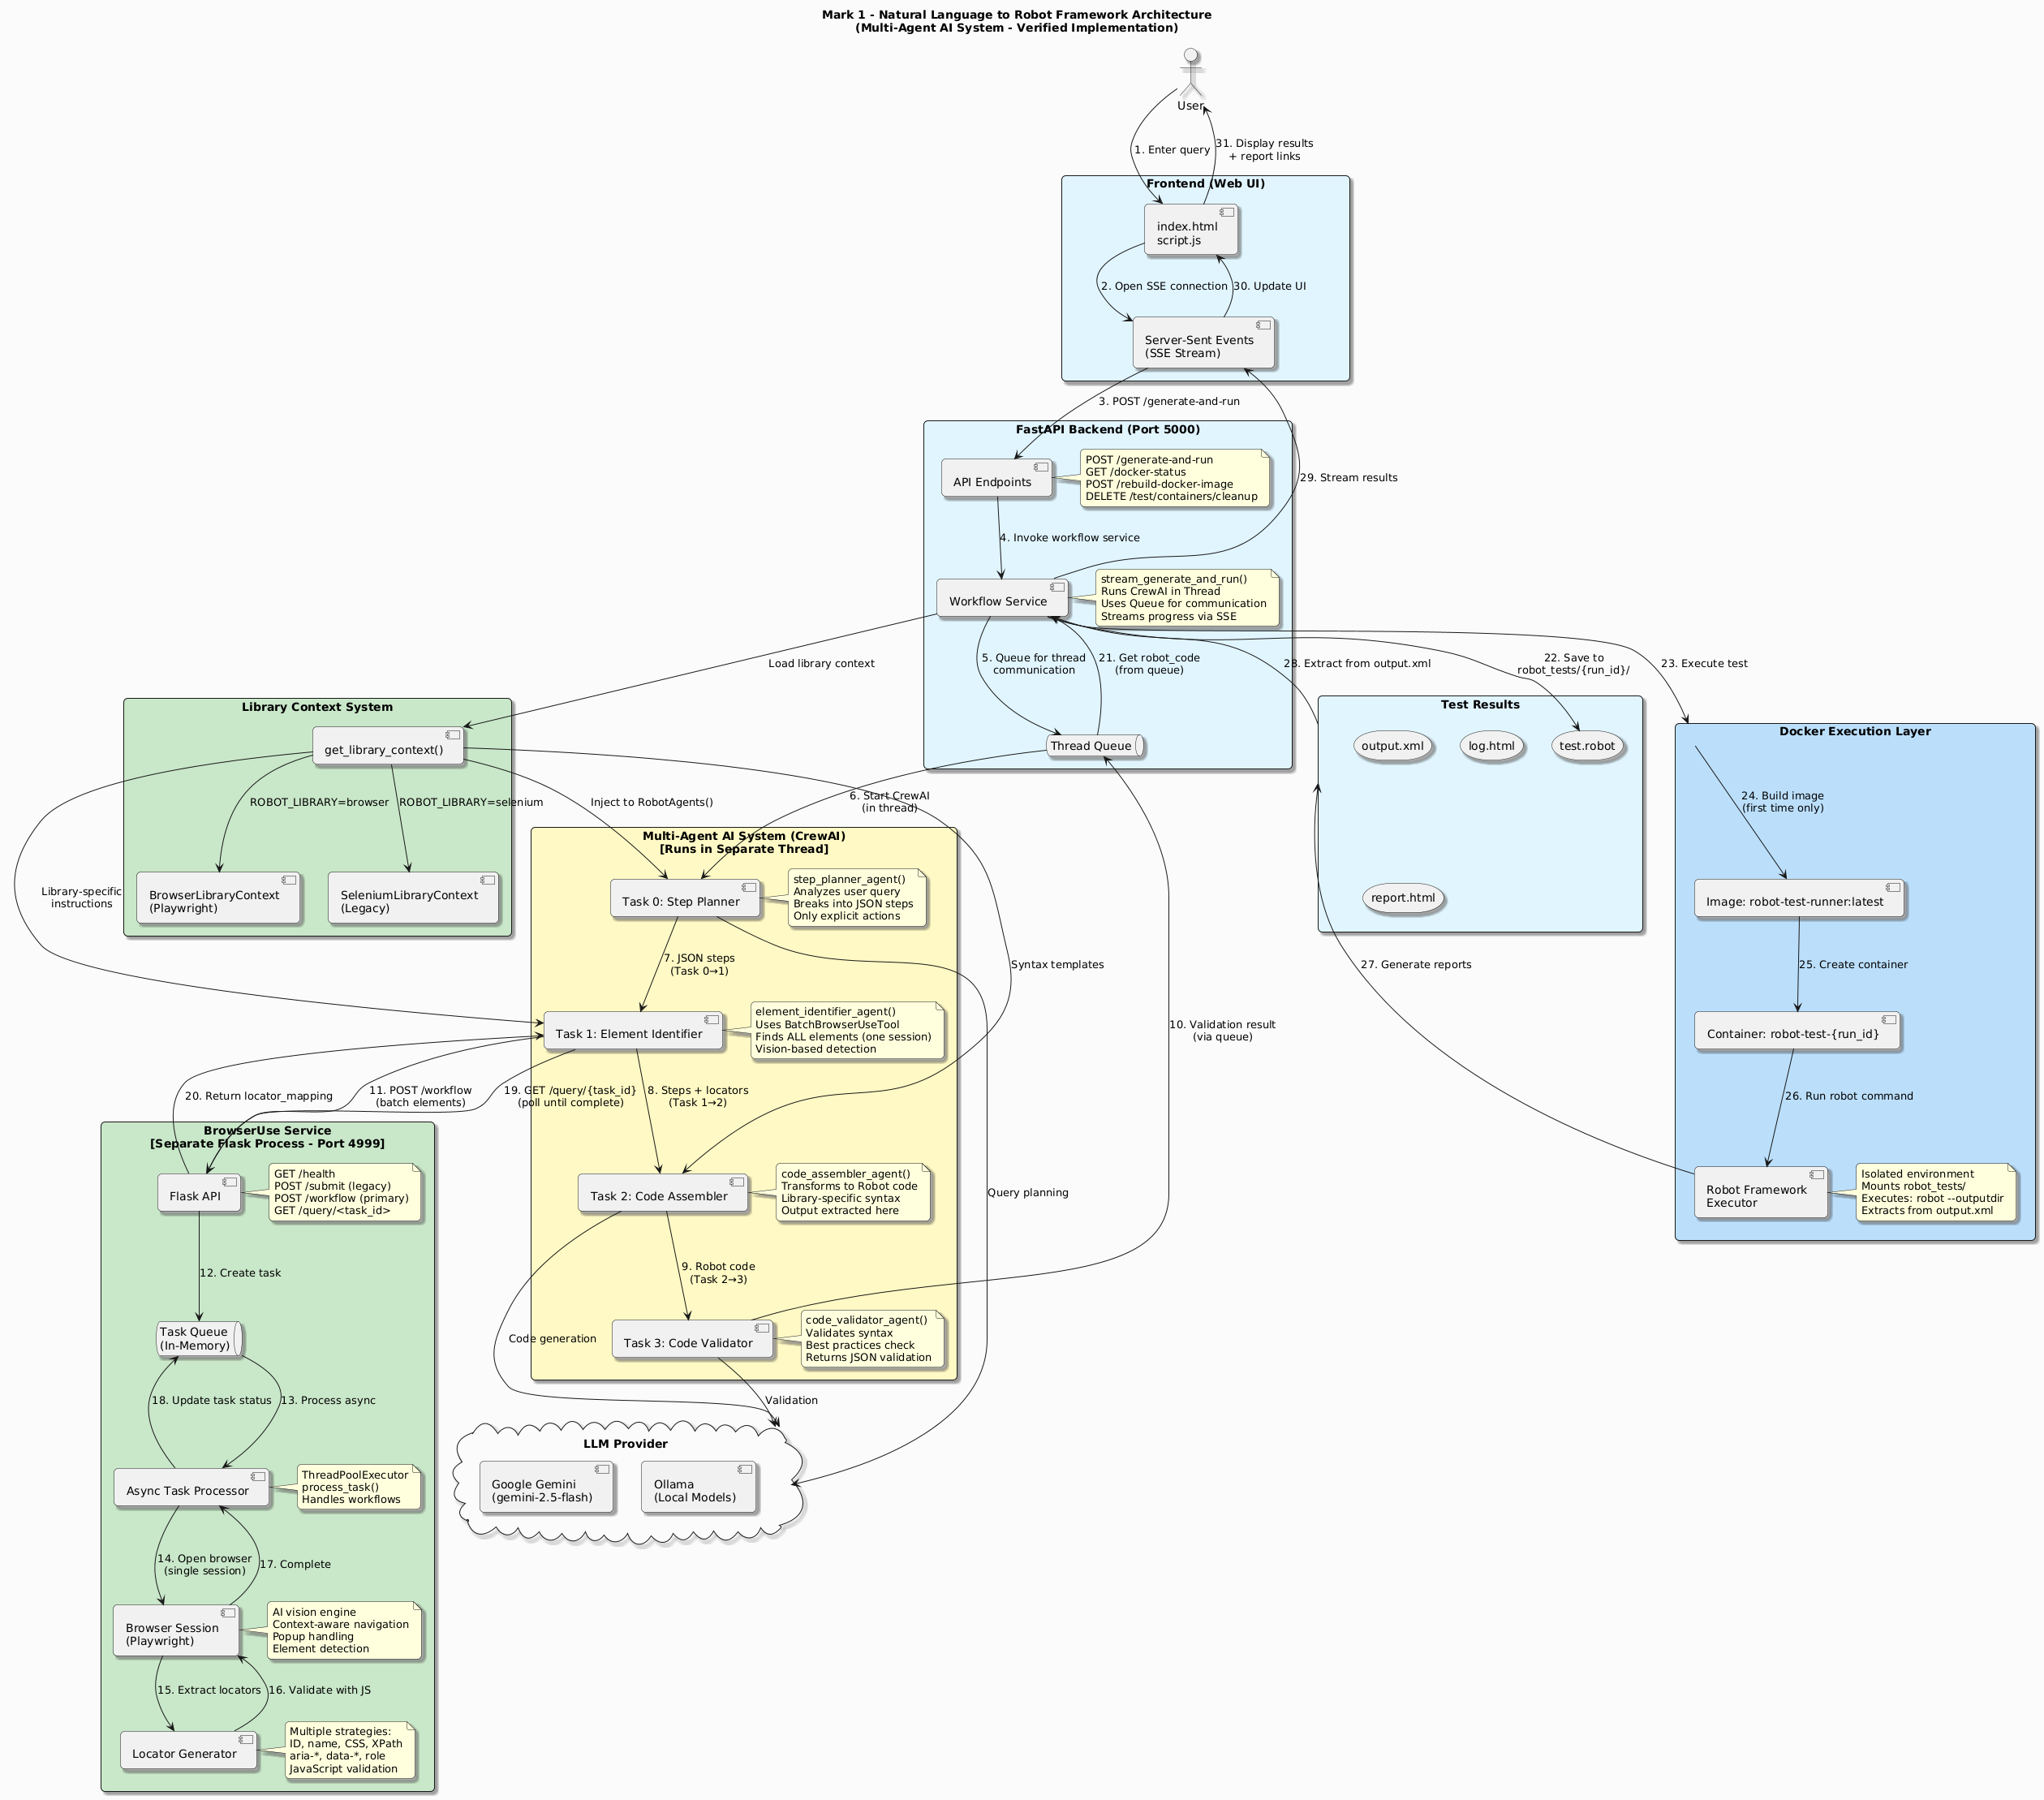 Mark 1 - Natural Language to Robot Framework Architecture
(Multi-Agent AI System - Verified Implementation)
User
1. Enter query
31. Display results
+ report links
Frontend (Web UI)
index.html
script.js
2. Open SSE connection
30. Update UI
Server-Sent Events
(SSE Stream)
3. POST /generate-and-run
FastAPI Backend (Port 5000)
API Endpoints
POST /generate-and-run
GET /docker-status
POST /rebuild-docker-image
DELETE /test/containers/cleanup
29. Stream results
4. Invoke workflow service
Workflow Service
stream_generate_and_run()
Runs CrewAI in Thread
Uses Queue for communication
Streams progress via SSE
Load library context
5. Queue for thread
communication
21. Get robot_code
(from queue)
28. Extract from output.xml
22. Save to
robot_tests/{run_id}/
23. Execute test
Thread Queue
Library Context System
get_library_context()
ROBOT_LIBRARY=browser
ROBOT_LIBRARY=selenium
Inject to RobotAgents()
6. Start CrewAI
(in thread)
Library-specific
instructions
BrowserLibraryContext
(Playwright)
SeleniumLibraryContext
(Legacy)
Test Results
output.xml
log.html
test.robot
report.html
27. Generate reports
Docker Execution Layer
24. Build image
(first time only)
Image: robot-test-runner:latest
25. Create container
Container: robot-test-{run_id}
26. Run robot command
Robot Framework
Executor
Isolated environment
Mounts robot_tests/
Executes: robot --outputdir
Extracts from output.xml
Multi-Agent AI System (CrewAI)
[Runs in Separate Thread]
Task 0: Step Planner
step_planner_agent()
Analyzes user query
Breaks into JSON steps
Only explicit actions
7. JSON steps
(Task 0→1)
Syntax templates
Task 1: Element Identifier
element_identifier_agent()
Uses BatchBrowserUseTool
Finds ALL elements (one session)
Vision-based detection
10. Validation result
(via queue)
20. Return locator_mapping
11. POST /workflow
(batch elements)
19. GET /query/{task_id}
(poll until complete)
8. Steps + locators
(Task 1→2)
Task 2: Code Assembler
code_assembler_agent()
Transforms to Robot code
Library-specific syntax
Output extracted here
Query planning
9. Robot code
(Task 2→3)
Code generation
Task 3: Code Validator
code_validator_agent()
Validates syntax
Best practices check
Returns JSON validation
Validation
LLM Provider
Google Gemini
(gemini-2.5-flash)
Ollama
(Local Models)
BrowserUse Service
[Separate Flask Process - Port 4999]
Flask API
GET /health
POST /submit (legacy)
POST /workflow (primary)
GET /query/<task_id>
12. Create task
Task Queue
(In-Memory)
18. Update task status
13. Process async
Async Task Processor
ThreadPoolExecutor
process_task()
Handles workflows
14. Open browser
(single session)
17. Complete
Browser Session
(Playwright)
AI vision engine
Context-aware navigation
Popup handling
Element detection
15. Extract locators
16. Validate with JS
Locator Generator
Multiple strategies:
ID, name, CSS, XPath
aria-*, data-*, role
JavaScript validation